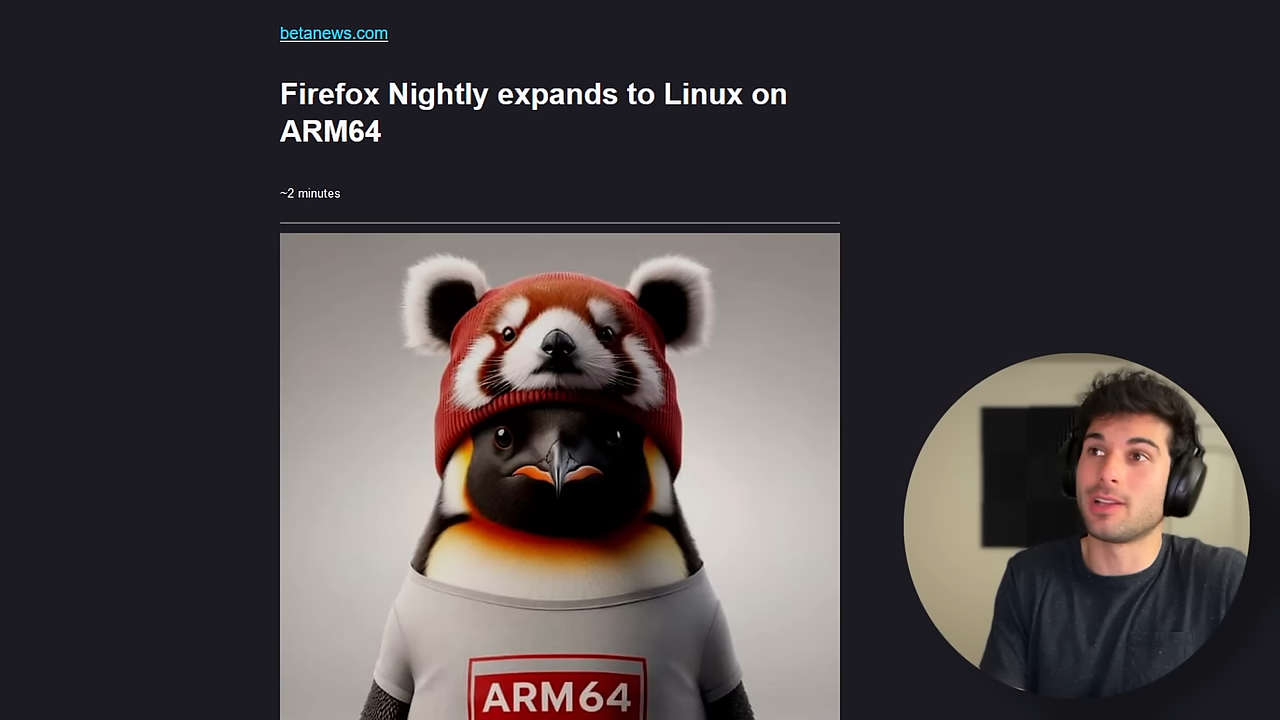 betanews.com
Firefox Nightly expands to Linux on
ARM64
~2 minutes
ARM64